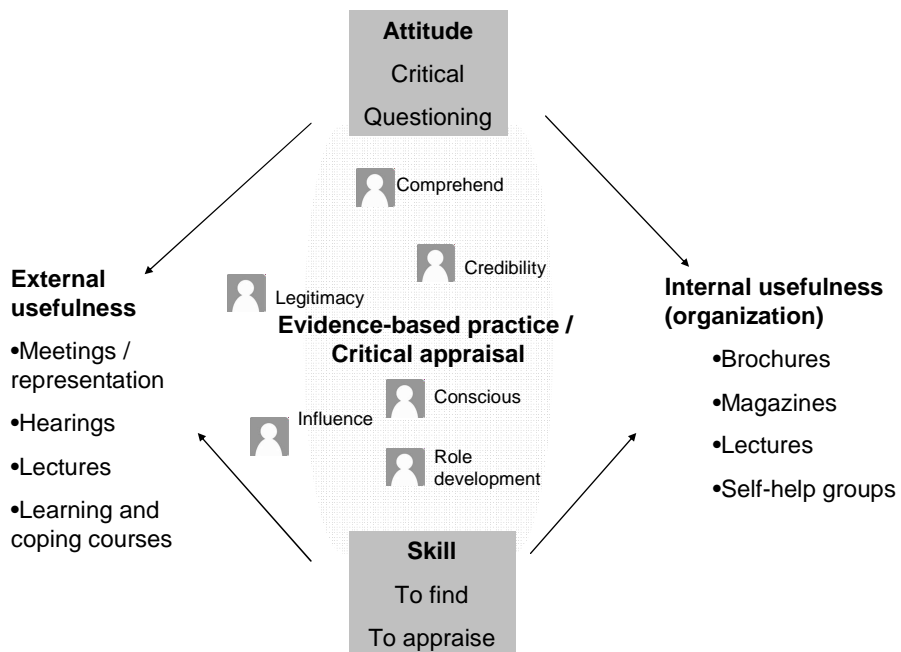 Attitude
Critical
Questioning
Comprehend
Credibility
Legitimacy
Evidence-based practice /
Critical appraisal
Conscious
Influence
Role
development
External
usefulness
•Meetings /
representation
•Hearings
•Lectures
•Learning and
coping courses
Internal usefulness
(organization)
•Brochures
•Magazines
•Lectures
•Self-help groups
Skill
To find
To appraise